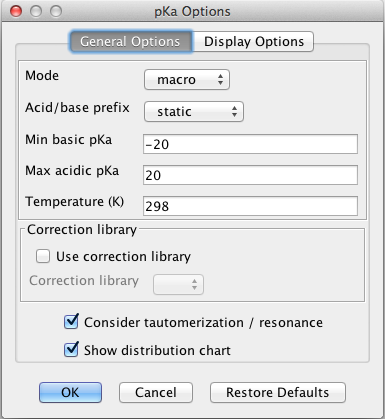 pKa Options
General Options Display Options
Mode macro
Acid/base prefix static
Min basic pKa -20
Max acidic pKa 20
Temperature (K) 298
Correction library
Use correction library
Correction library
Consider tautomerization / resonance
Show distribution chart
OK Cancel Restore Defaults